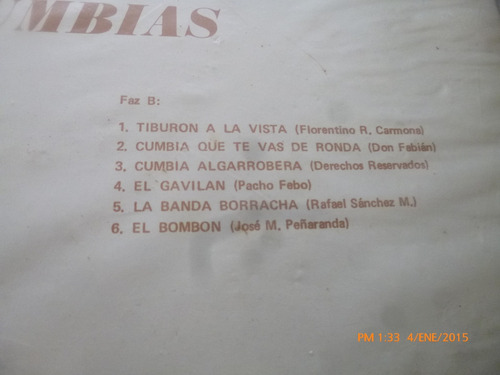 UMBIAS
Faz B:
1. TIBURON A LA VISTA (Florentino R. Carmona)
2. CUMBIA QUE TE VAS DE RONDA (Don Fabián)
3. CUMBIA ALGARROBERA (Derechos Reservados)
4. EL GAVILAN (Pacho Febo)
5. LA BANDA BORRACHA (Rafael Sánchez M.)
6. EL BOMBON (José M. Peñaranda)
PM 1:33 4/ENE/2015